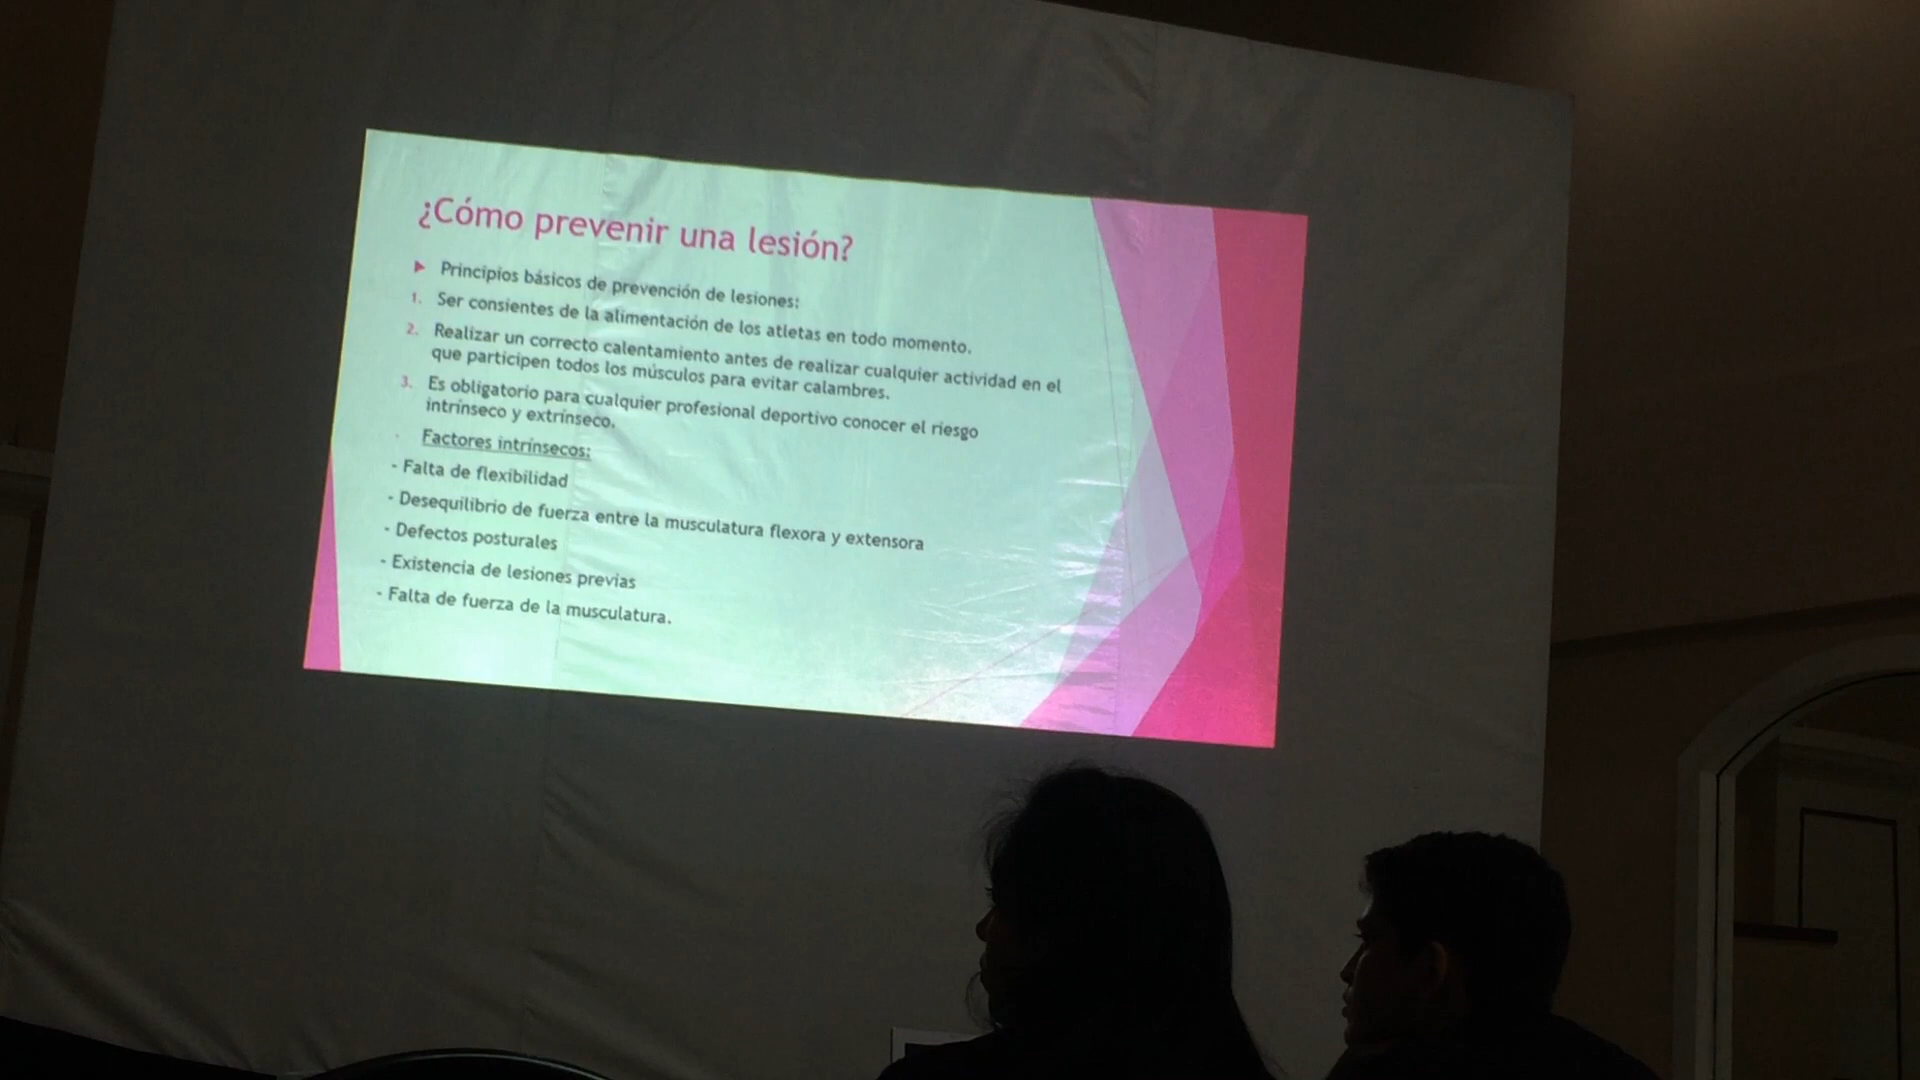 ¿Cómo prevenir una lesión?
Principios básicos de prevención de lesiones:
1. Ser consientes de la alimentación de los atletas en todo momento.
2. Realizar un correcto calentamiento antes de realizar cualquier actividad en el
que participen todos los músculos para evitar calambres.
3. Es obligatorio para cualquier profesional deportivo conocer el riesgo
intrínseco y extrínseco.
Factores intrínsecos:
- Falta de flexibilidad
- Desequilibrio de fuerza entre la musculatura flexora y extensora
- Defectos posturales
- Existencia de lesiones previas
- Falta de fuerza de la musculatura.